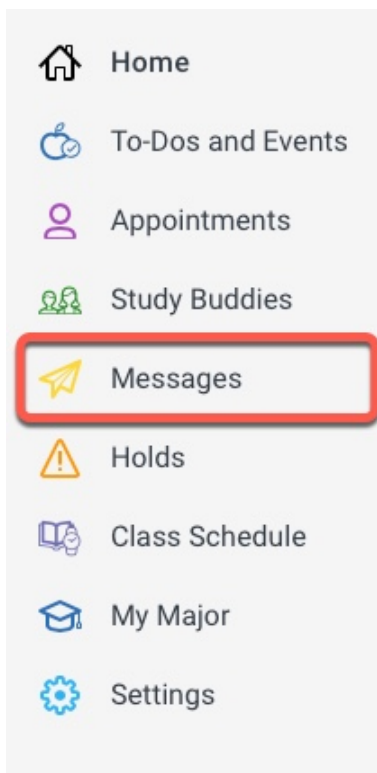 Home
To-Dos and Events
Appointments
Study Buddies
Messages
Holds
Class Schedule
My Major
Settings